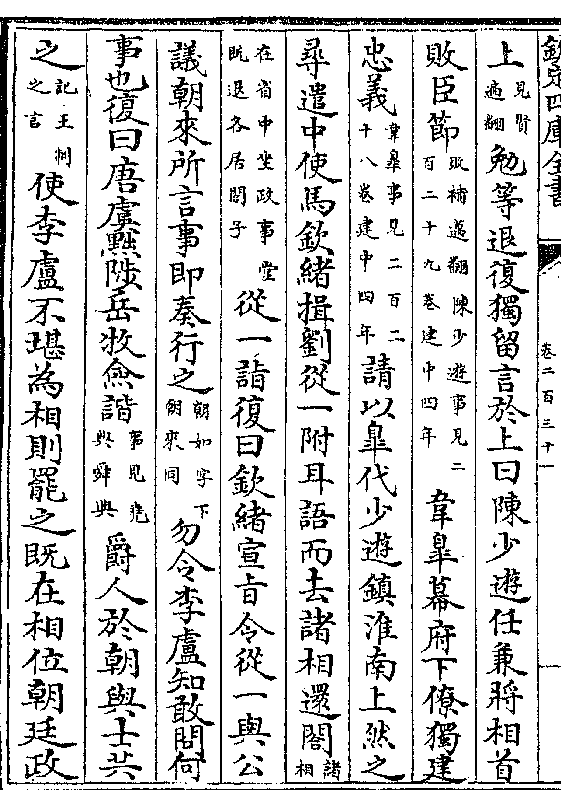 欽定四庫全書
卷二百三十一
上見賢遍翻勉等退復獨留言於上曰陳少遊任兼將相首
敗臣節敗補邁翻陳少遊事見二百二十九卷建中四年韋臯幕府下僚獨建
忠義韋臯事見二百二十八卷建中四年請以臯代少遊鎮淮南上然之
尋遣中使馬欽緒揖劉從一附耳語而去諸相還閤諸相
在省中坐政事堂既退各居閤子從一詣復曰欽緒宣旨令從一與公
議朝來所言事即奏行之朝如字下朝來同勿令李盧知敢問何
事也復曰唐虞黜陟岳牧僉諧事見堯典舜典爵人於朝與士共
之記王制之言使李盧不堪為相則罷之既在相位朝廷政